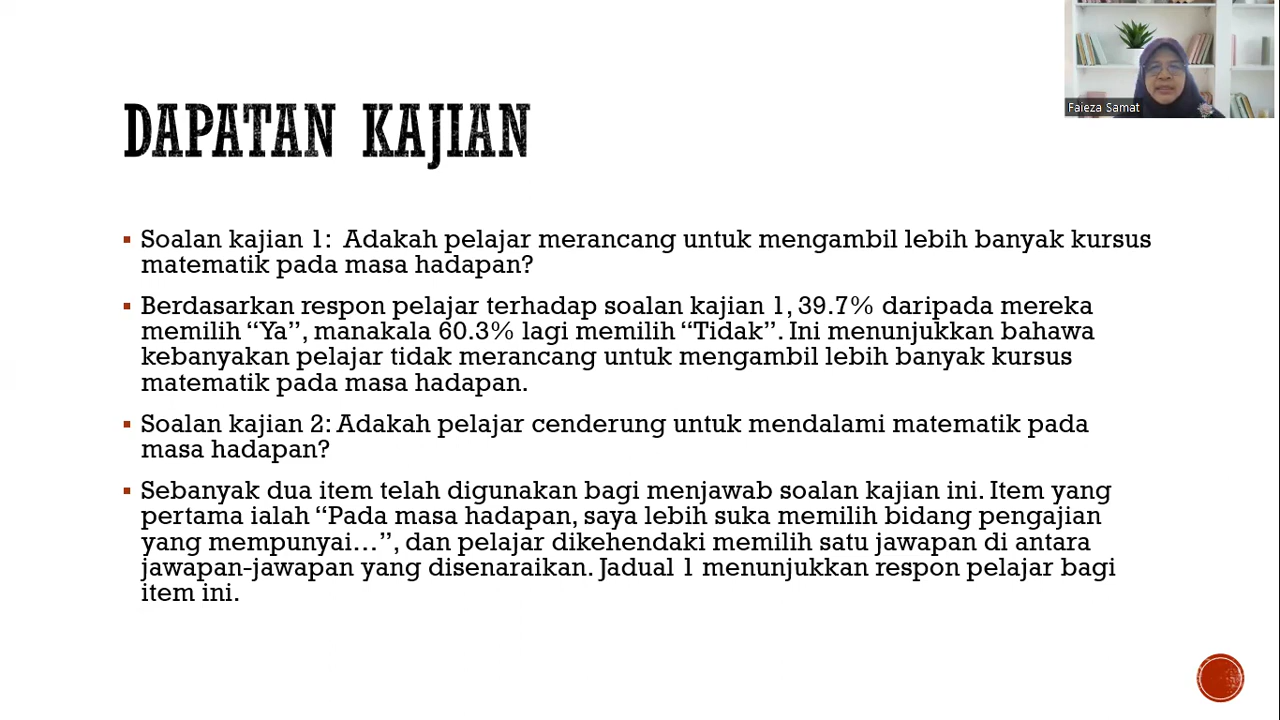 Faieza Samat
DAPATAN KAJIAN
Soalan kajian 1: Adakah pelajar merancang untuk mengambil lebih banyak kursus
matematik pada masa hadapan?
Berdasarkan respon pelajar terhadap soalan kajian 1, 39.7% daripada mereka
memilih “Ya”, manakala 60.3% lagi memilih “Tidak”. Ini menunjukkan bahawa
kebanyakan pelajar tidak merancang untuk mengambil lebih banyak kursus
matematik pada masa hadapan.
Soalan kajian 2: Adakah pelajar cenderung untuk mendalami matematik pada
masa hadapan?
Sebanyak dua item telah digunakan bagi menjawab soalan kajian ini. Item yang
pertama ialah “Pada masa hadapan, saya lebih suka memilih bidang pengajian
yang mempunyai…”, dan pelajar dikehendaki memilih satu jawapan di antara
jawapan-jawapan yang disenaraikan. Jadual 1 menunjukkan respon pelajar bagi
item ini.